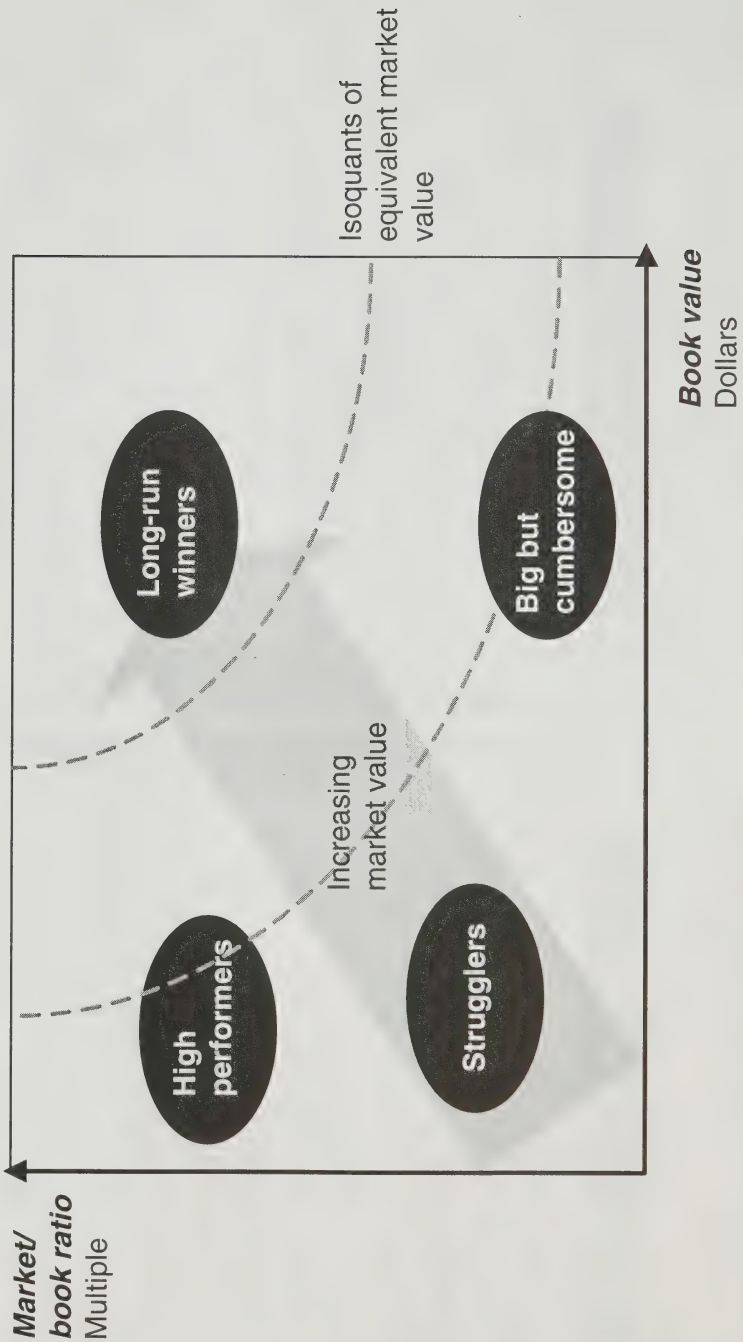 Market/
book ratio
Multiple
High
performers
Long-run
winners
Increasing
market value
Isoquants of
equivalent market
value
Strugglers
Big but
cumbersome
Book value
Dollars